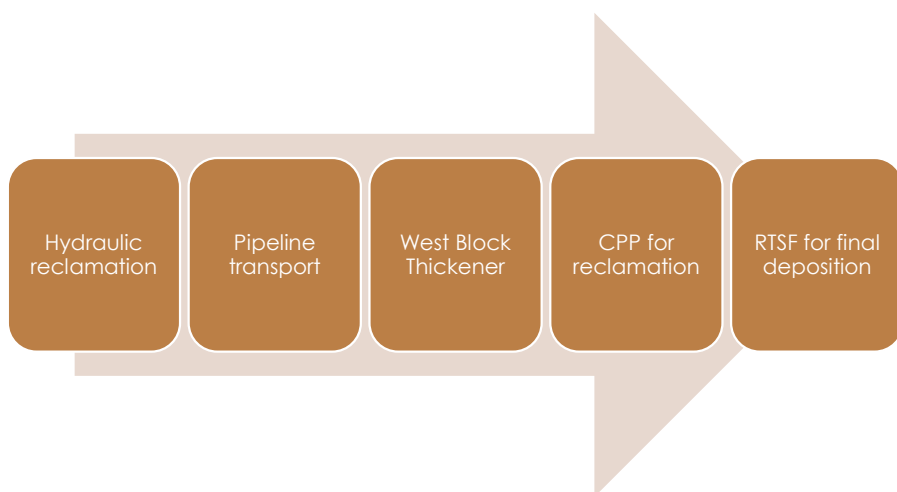 Hydraulic
reclamation
Pipeline
transport
West Block
Thickener
CPP for
reclamation
RTSF for final
deposition